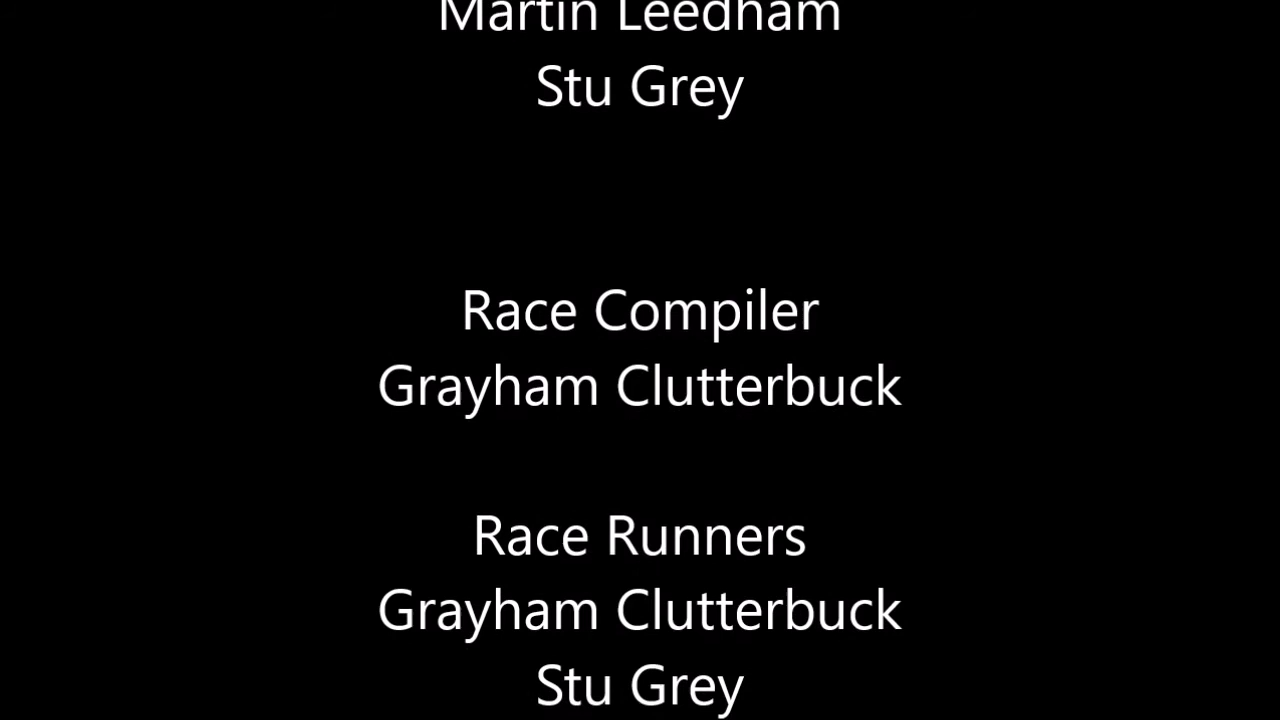 Martin Leedham
Stu Grey
Race Compiler
Grayham Clutterbuck
Race Runners
Grayham Clutterbuck
Stu Grey